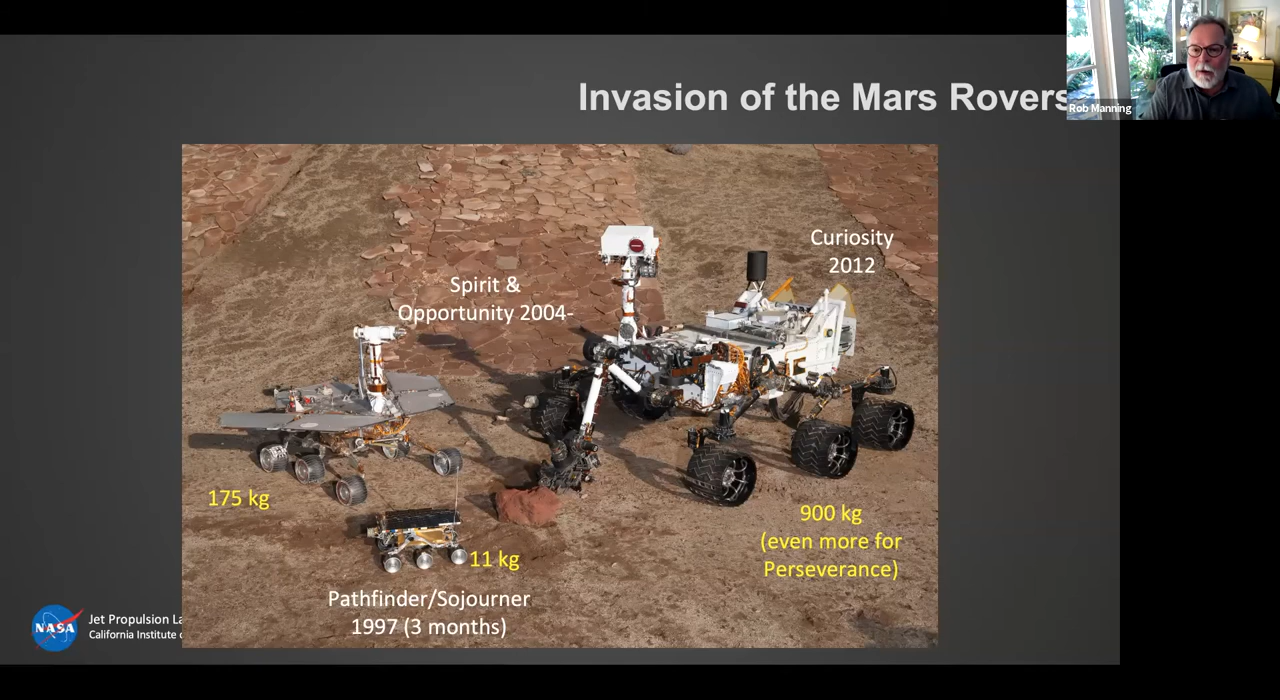 Invasion of the Mars Rovers
Rob Manning
Curiosity
2012
Spirit &
Opportunity 2004-
175 kg
11 kg
900 kg
(even more for
Perseverance)
Pathfinder/Sojourner
1997 (3 months)
NASA
Jet Propulsion La
California Institute